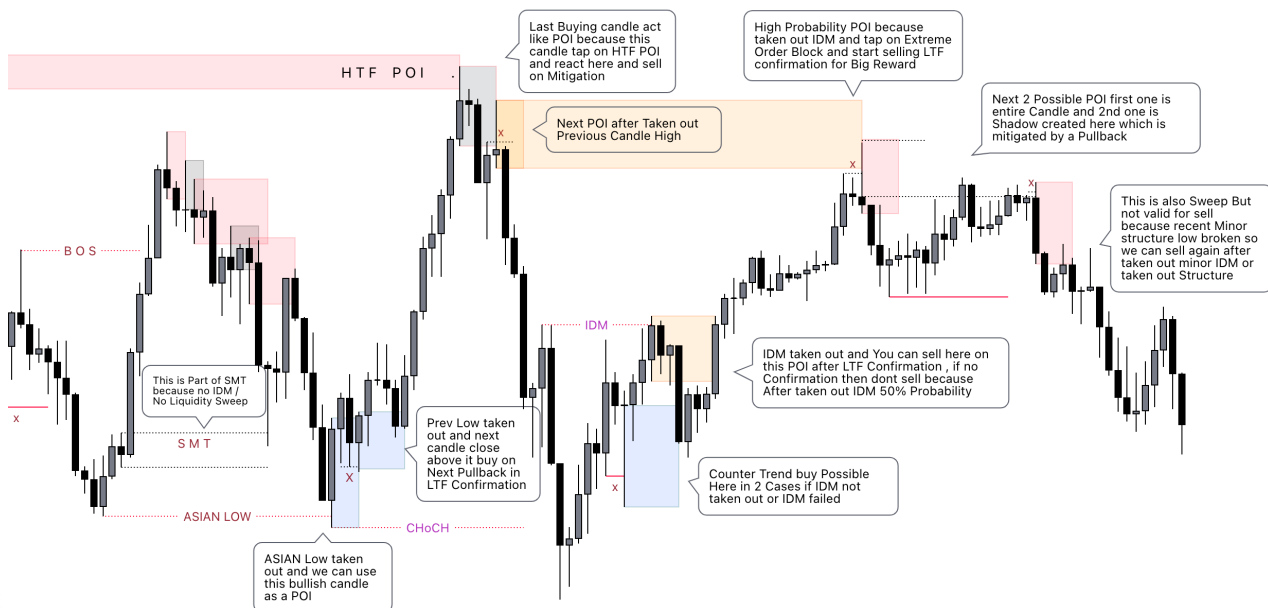 Last Buying candle act
like POI because this
candle tap on HTF POI
and react here and sell
on Mitigation
High Probability POI because
taken out IDM and tap on Extreme
Order Block and start selling LTF
confirmation for Big Reward
HTF POI .
Next POI after Taken out
Previous Candle High
x
x
Next 2 Possible POI first one is
entire Candle and 2nd one is
Shadow created here which is
mitigated by a Pullback
x
This is also Sweep But
not valid for sell
because recent Minor
structure low broken so
we can sell again after
taken out minor IDM or
taken out Structure
BOS
IDM
This is Part of SMT
because no IDM /
No Liquidity Sweep
IDM taken out and You can sell here on
this POI after LTF Confirmation , if no
Confirmation then dont sell because
After taken out IDM 50% Probability
x
SMT
X
Prev Low taken
out and next
candle close
above it buy on
Next Pullback in
LTF Confirmation
x
Counter Trend buy Possible
Here in 2 Cases if IDM not
taken out or IDM failed
ASIAN LOW
CHoCH
ASIAN Low taken
out and we can use
this bullish candle
as a POI